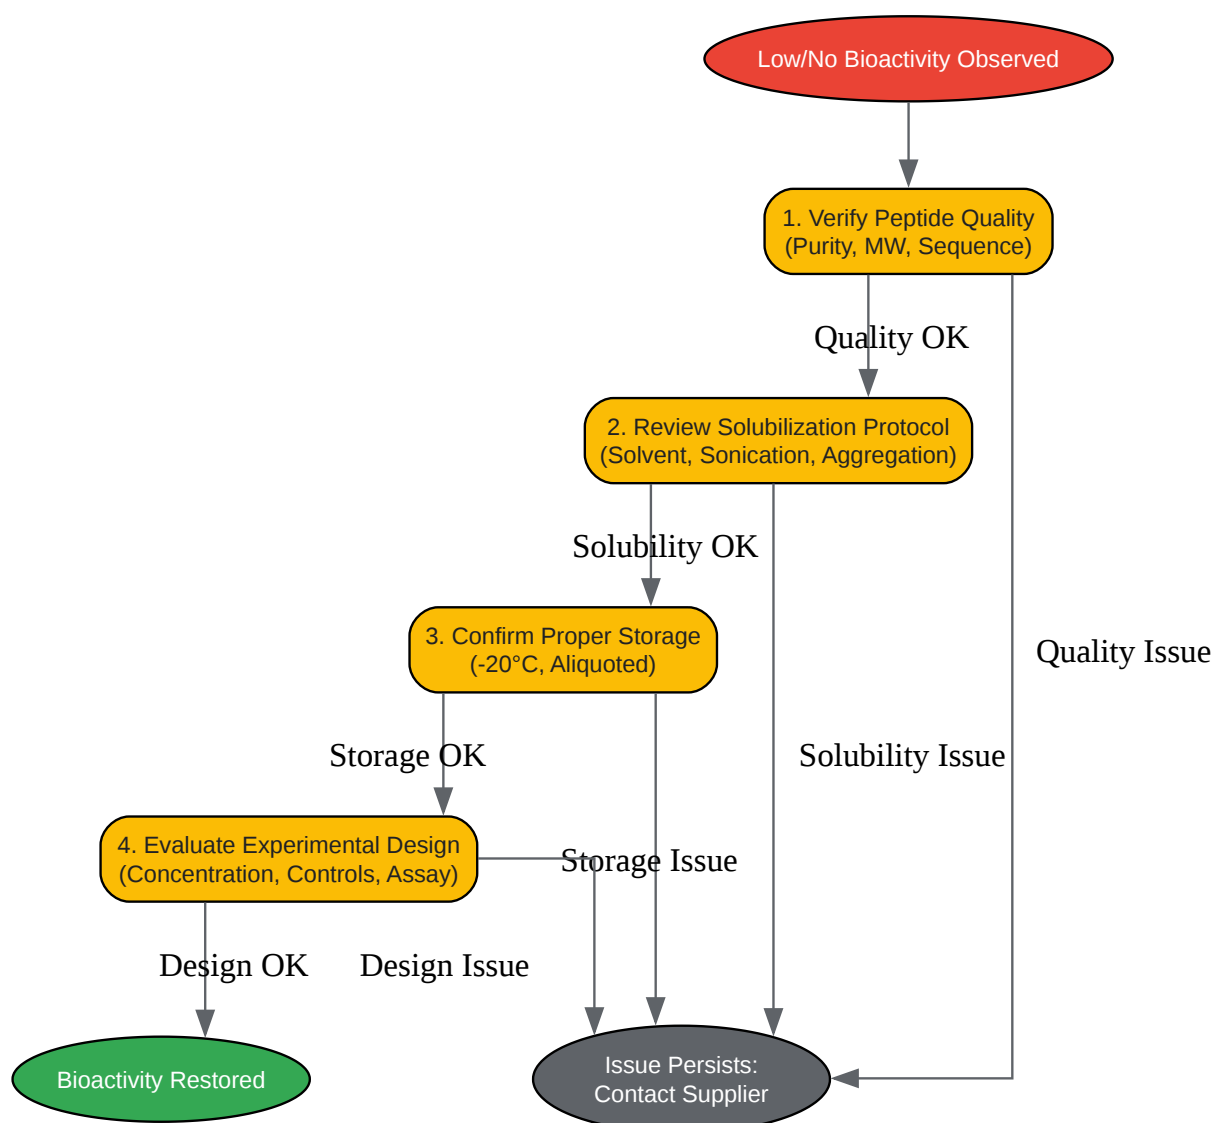 Low/No Bioactivity Observed
1. Verify Peptide Quality
(Purity, MW, Sequence)
Quality OK
2. Review Solubilization Protocol
(Solvent, Sonication, Aggregation)
Solubility OK
3. Confirm Proper Storage
(-20°C, Aliquoted)
Quality Issue
Storage OK
Solubility Issue
4. Evaluate Experimental Design
(Concentration, Controls, Assay)
Storage Issue
Design OK
Design Issue
Bioactivity Restored
Issue Persists:
Contact Supplier